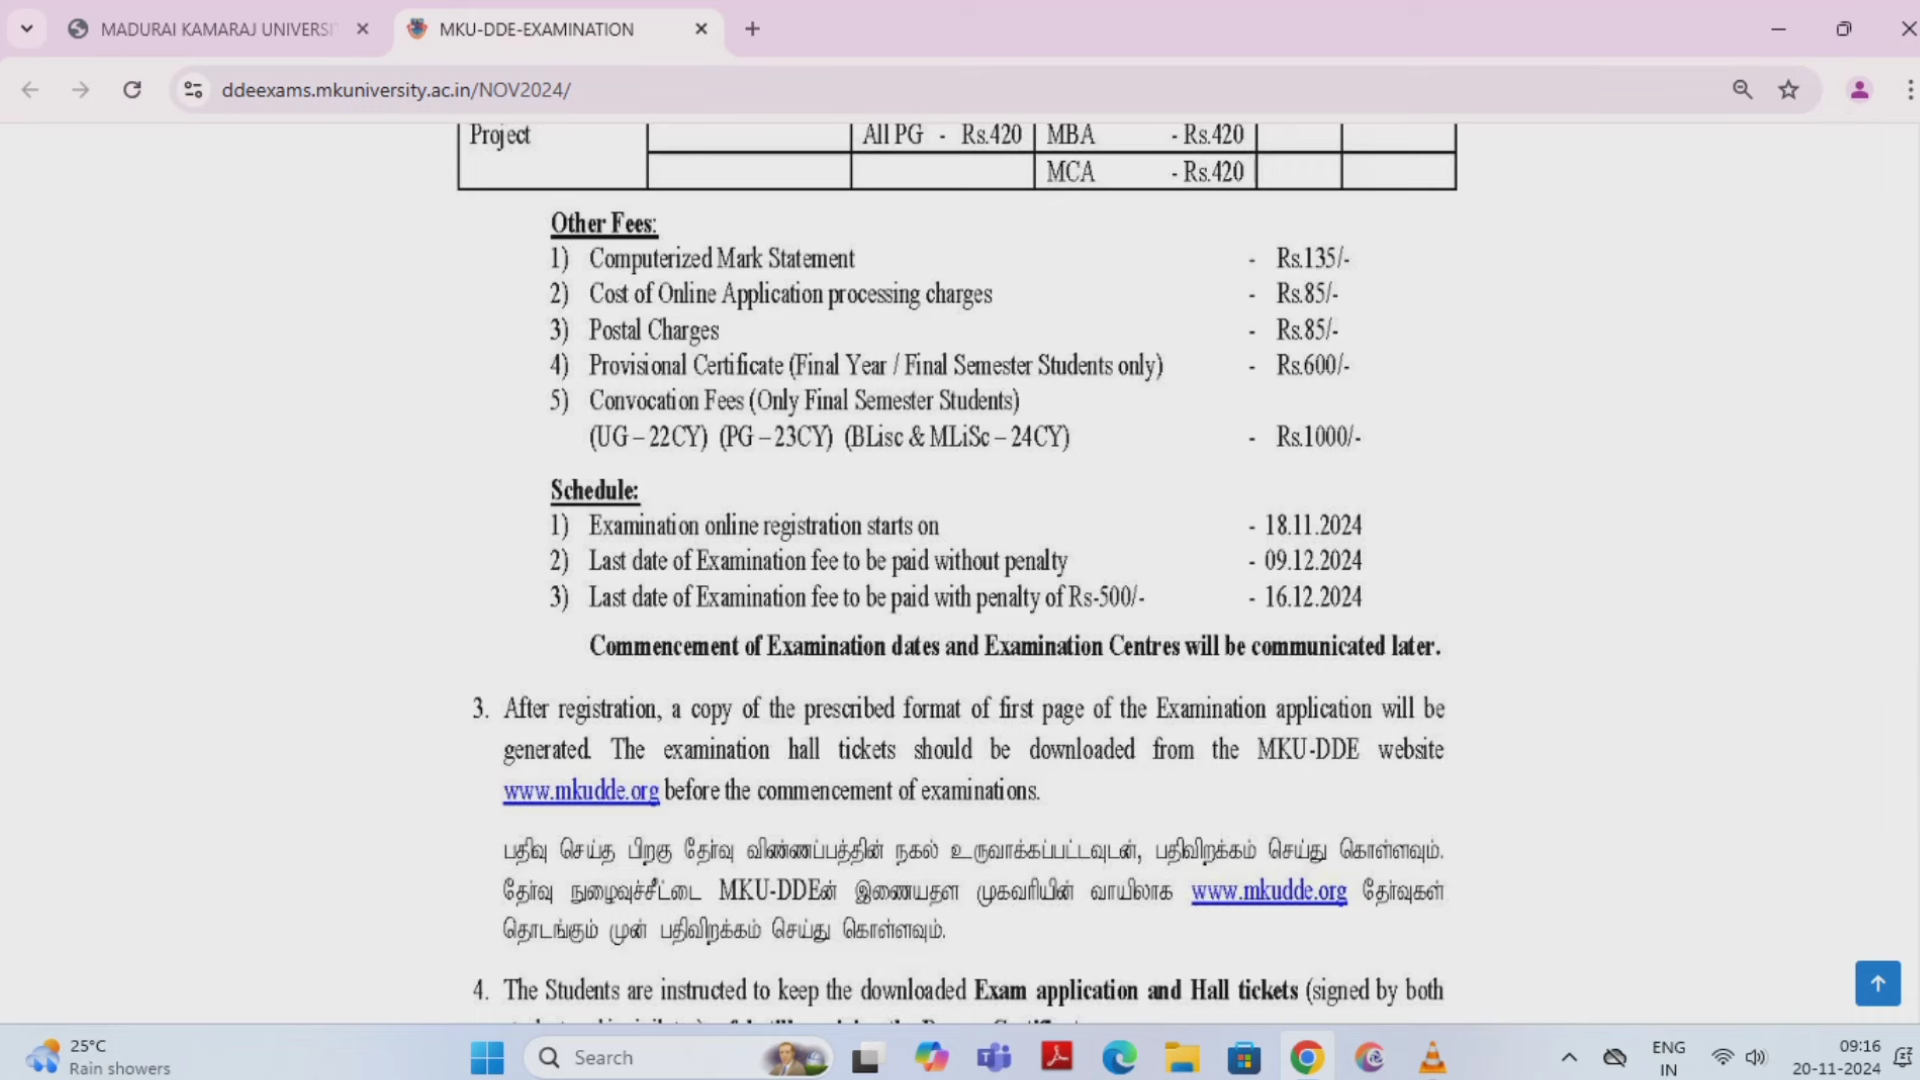 MADURAI KAMARAJ UNIVERSI
MKU-DDE-EXAMINATION
ddeexams.mkuniversity.ac.in/NOV2024/
Project All PG - Rs.420 MBA - Rs.420
MCA - Rs.420
Other Fees:
1) Computerized Mark Statement - Rs.135/-
2) Cost of Online Application processing charges - Rs.85/-
3) Postal Charges - Rs.85/-
4) Provisional Certificate (Final Year / Final Semester Students only) - Rs.600/-
5) Convocation Fees (Only Final Semester Students)
(UG – 22CY) (PG – 23CY) (BLisc & MLiSc – 24CY) - Rs.1000/-
Schedule:
1) Examination online registration starts on - 18.11.2024
2) Last date of Examination fee to be paid without penalty - 09.12.2024
3) Last date of Examination fee to be paid with penalty of Rs-500/- - 16.12.2024
Commencement of Examination dates and Examination Centres will be communicated later.
3. After registration, a copy of the prescribed format of first page of the Examination application will be
generated. The examination hall tickets should be downloaded from the MKU-DDE website
www.mkudde.org before the commencement of examinations.
பதிவு செய்த பிறகு தேர்வு விண்ணப்பத்தின் நகல் உருவாக்கப்பட்டவுடன், பதிவிறக்கம் செய்து கொள்ளவும்.
தேர்வு நுழைவுச்சீட்டை MKU-DDEன் இணையதள முகவரியின் வாயிலாக www.mkudde.org தேர்வுகள்
தொடங்கும் முன் பதிவிறக்கம் செய்து கொள்ளவும்.
4. The Students are instructed to keep the downloaded Exam application and Hall tickets (signed by both
25°C
Rain showers
Search
ENG
IN
09:16
20-11-2024